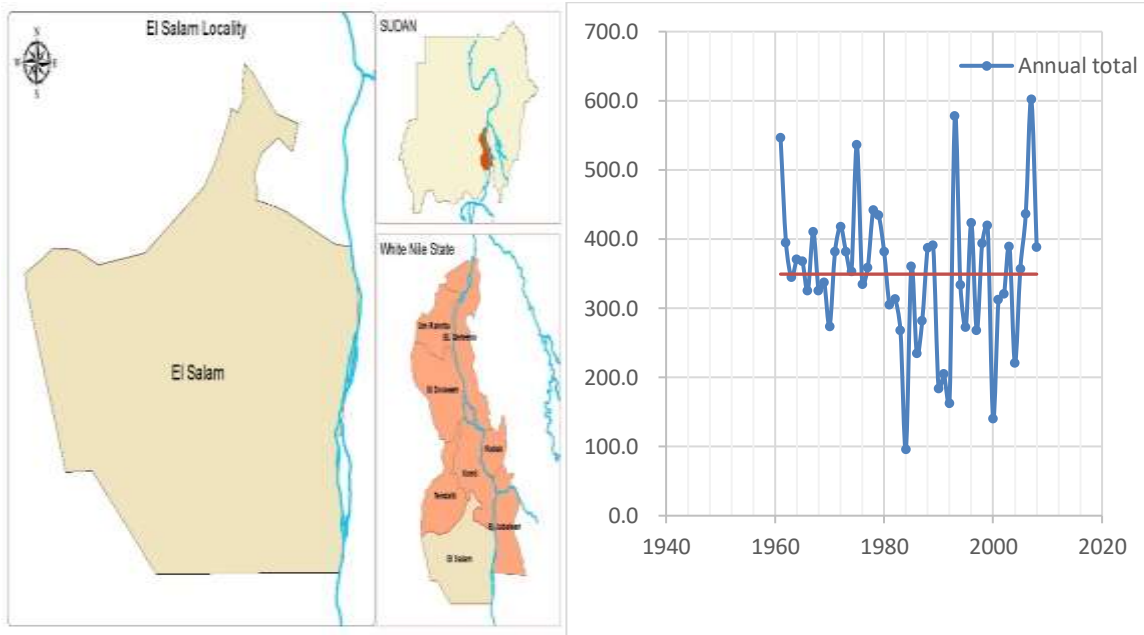 El Salam Locality
N
W
E
S
El Salam
SUDAN
White Nile State
El Salam
Annual total
700.0
600.0
500.0
400.0
300.0
200.0
100.0
0.0
1940 1960 1980 2000 2020